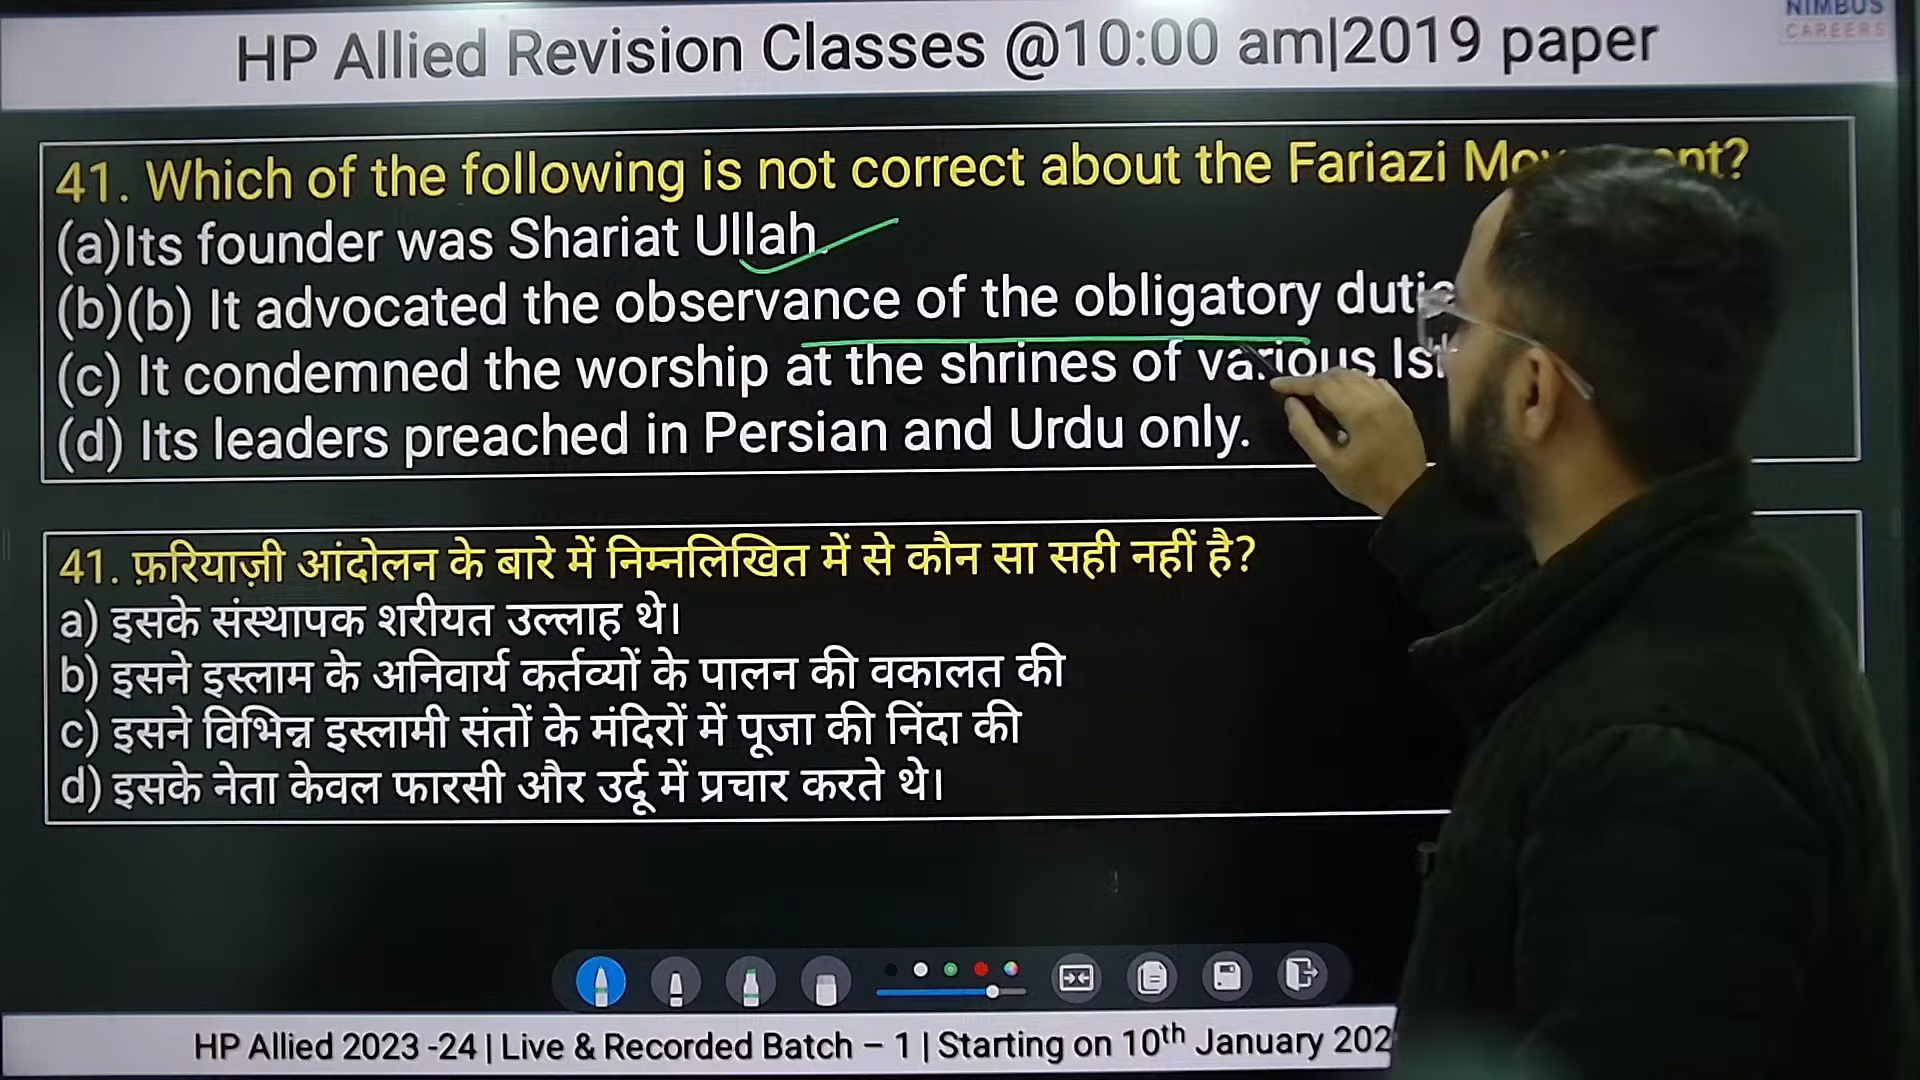 NIMBUS
CAREERS
HP Allied Revision Classes @10:00 am|2019 paper
41. Which of the following is not correct about the Fariazi
(a)Its founder was Shariat Ullah.
(b)(b) It advocated the observance of the obligatory
(c) It condemned the worship at the shrines of various
(d) Its leaders preached in Persian and Urdu only.
41. फ़रियाज़ी आंदोलन के बारे में निम्नलिखित में से कौन सा सही नहीं है?
a) इसके संस्थापक शरीयत उल्लाह थे।
b) इसने इस्लाम के अनिवार्य कर्तव्यों के पालन की वकालत की
c) इसने विभिन्न इस्लामी संतों के मंदिरों में पूजा की निंदा की
d) इसके नेता केवल फारसी और उर्दू में प्रचार करते थे।
HP Allied 2023 -24 | Live & Recorded Batch – 1 | Starting on 10th January